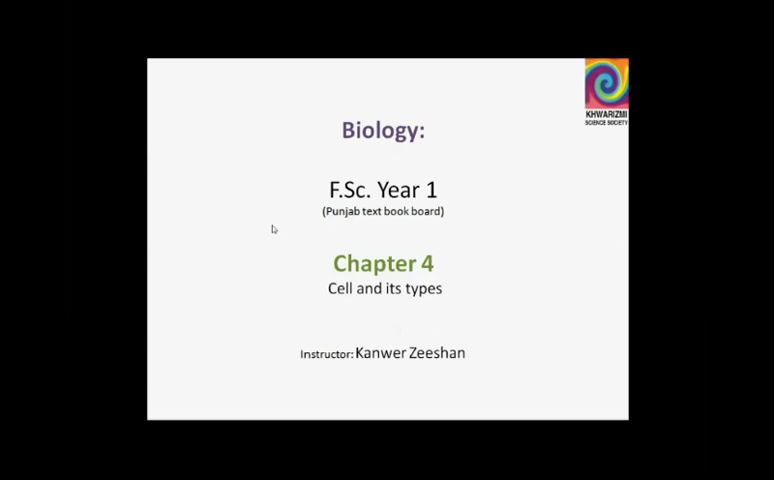 KHWARIZMI
SCIENCE SOCIETY
Biology:
F.Sc. Year 1
(Punjab text book board)
Chapter 4
Cell and its types
Instructor: Kanwer Zeeshan